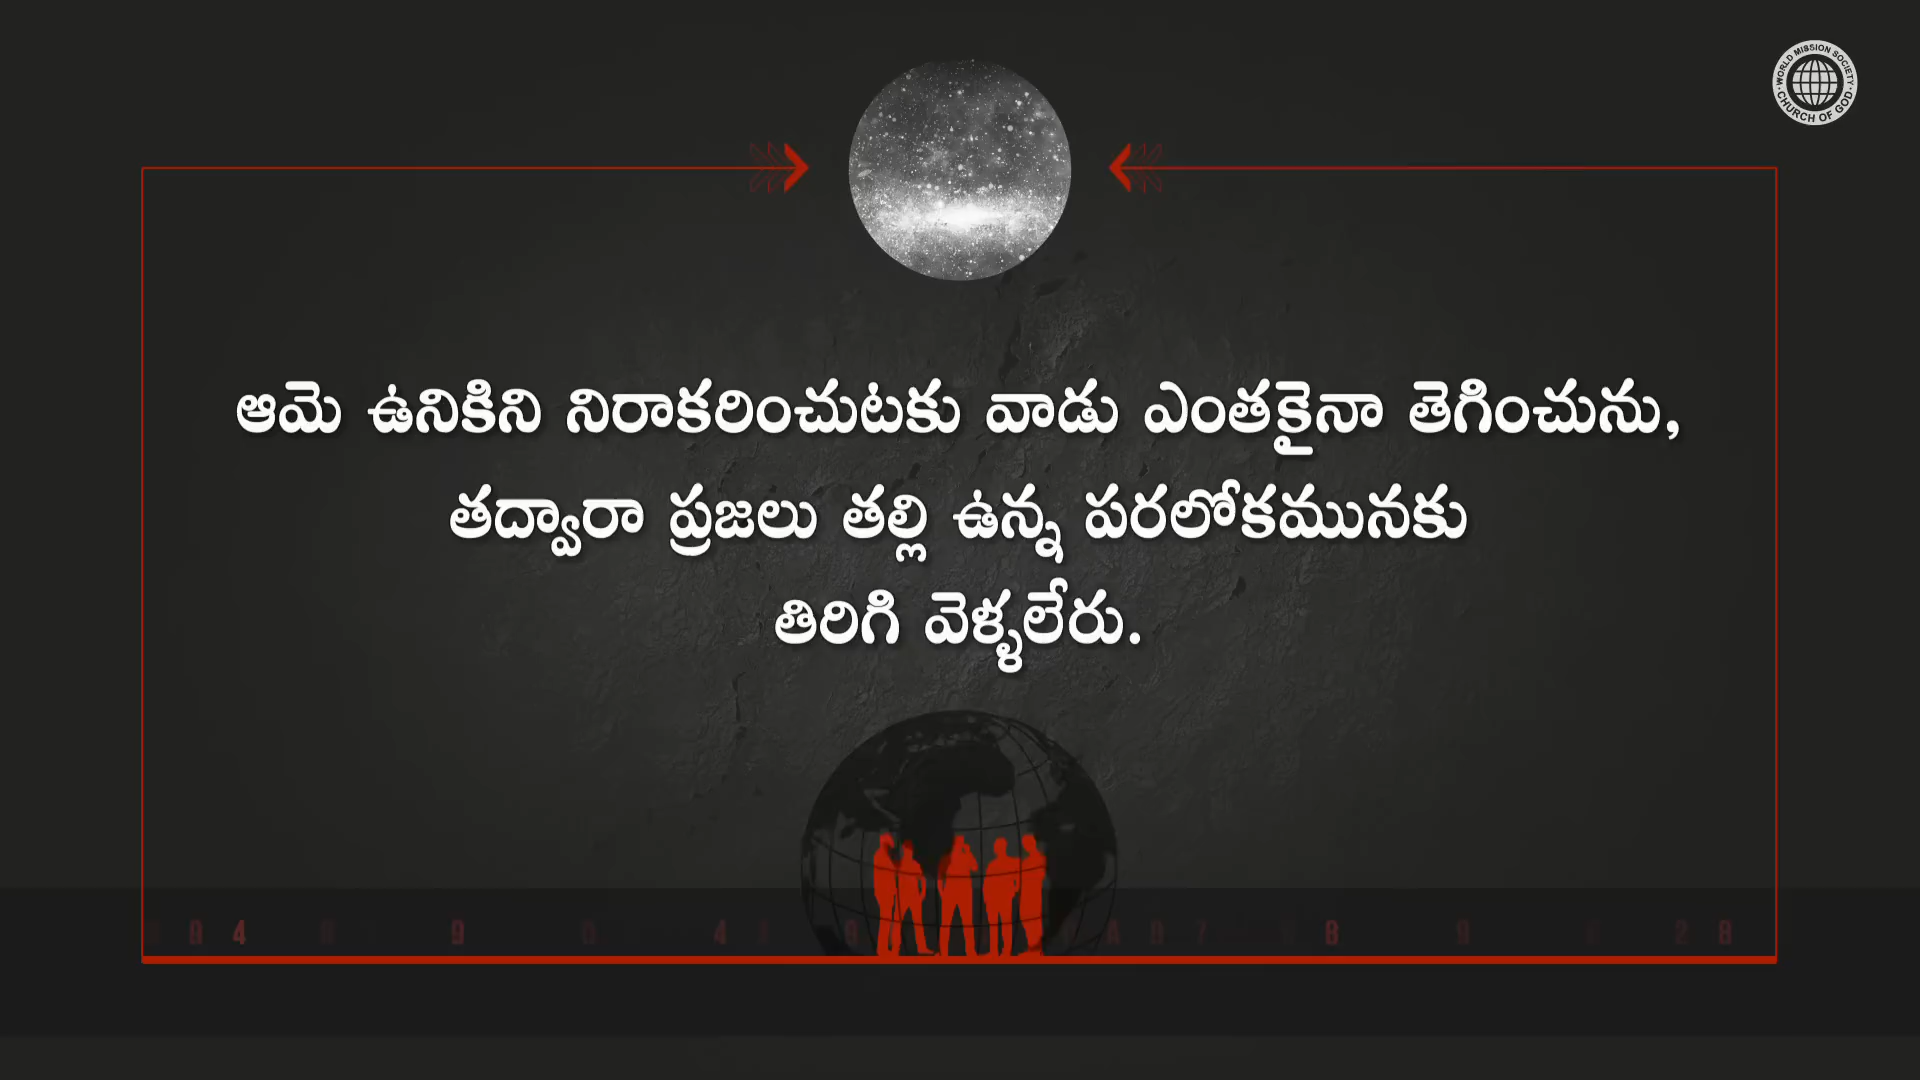 WORLD MISSION SOCIETY
CHURCH OF GOD
ఆమె ఉనికిని నిరాకరించుటకు వాడు ఎంతకైనా తెగించును,
తద్వారా ప్రజలు తల్లి ఉన్న పరలోకమునకు
తిరిగి వెళ్ళలేరు.